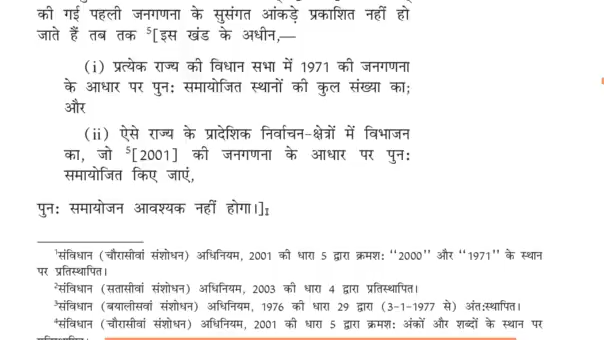 की गई पहली जनगणना के सुसंगत आंकड़े प्रकाशित नहीं हो
जाते हैं तब तक ⁵[इस खंड के अधीन,—
(i) प्रत्येक राज्य की विधान सभा में 1971 की जनगणना
के आधार पर पुन: समायोजित स्थानों की कुल संख्या का;
और
(ii) ऐसे राज्य के प्रादेशिक निर्वाचन-क्षेत्रों में विभाजन
का, जो ⁵[2001] की जनगणना के आधार पर पुन:
समायोजित किए जाएं,
पुन: समायोजन आवश्यक नहीं होगा।]
¹संविधान (चौरासीवां संशोधन) अधिनियम, 2001 की धारा 5 द्वारा क्रमश: ‘‘2000’’ और ‘‘1971’’ के स्थान
पर प्रतिस्थापित।
²संविधान (सतासीवां संशोधन) अधिनियम, 2003 की धारा 4 द्वारा प्रतिस्थापित।
³संविधान (बयालीसवां संशोधन) अधिनियम, 1976 की धारा 29 द्वारा (3-1-1977 से) अंत:स्थापित।
⁴संविधान (चौरासीवां संशोधन) अधिनियम, 2001 की धारा 5 द्वारा क्रमश: अंकों और शब्दों के स्थान पर